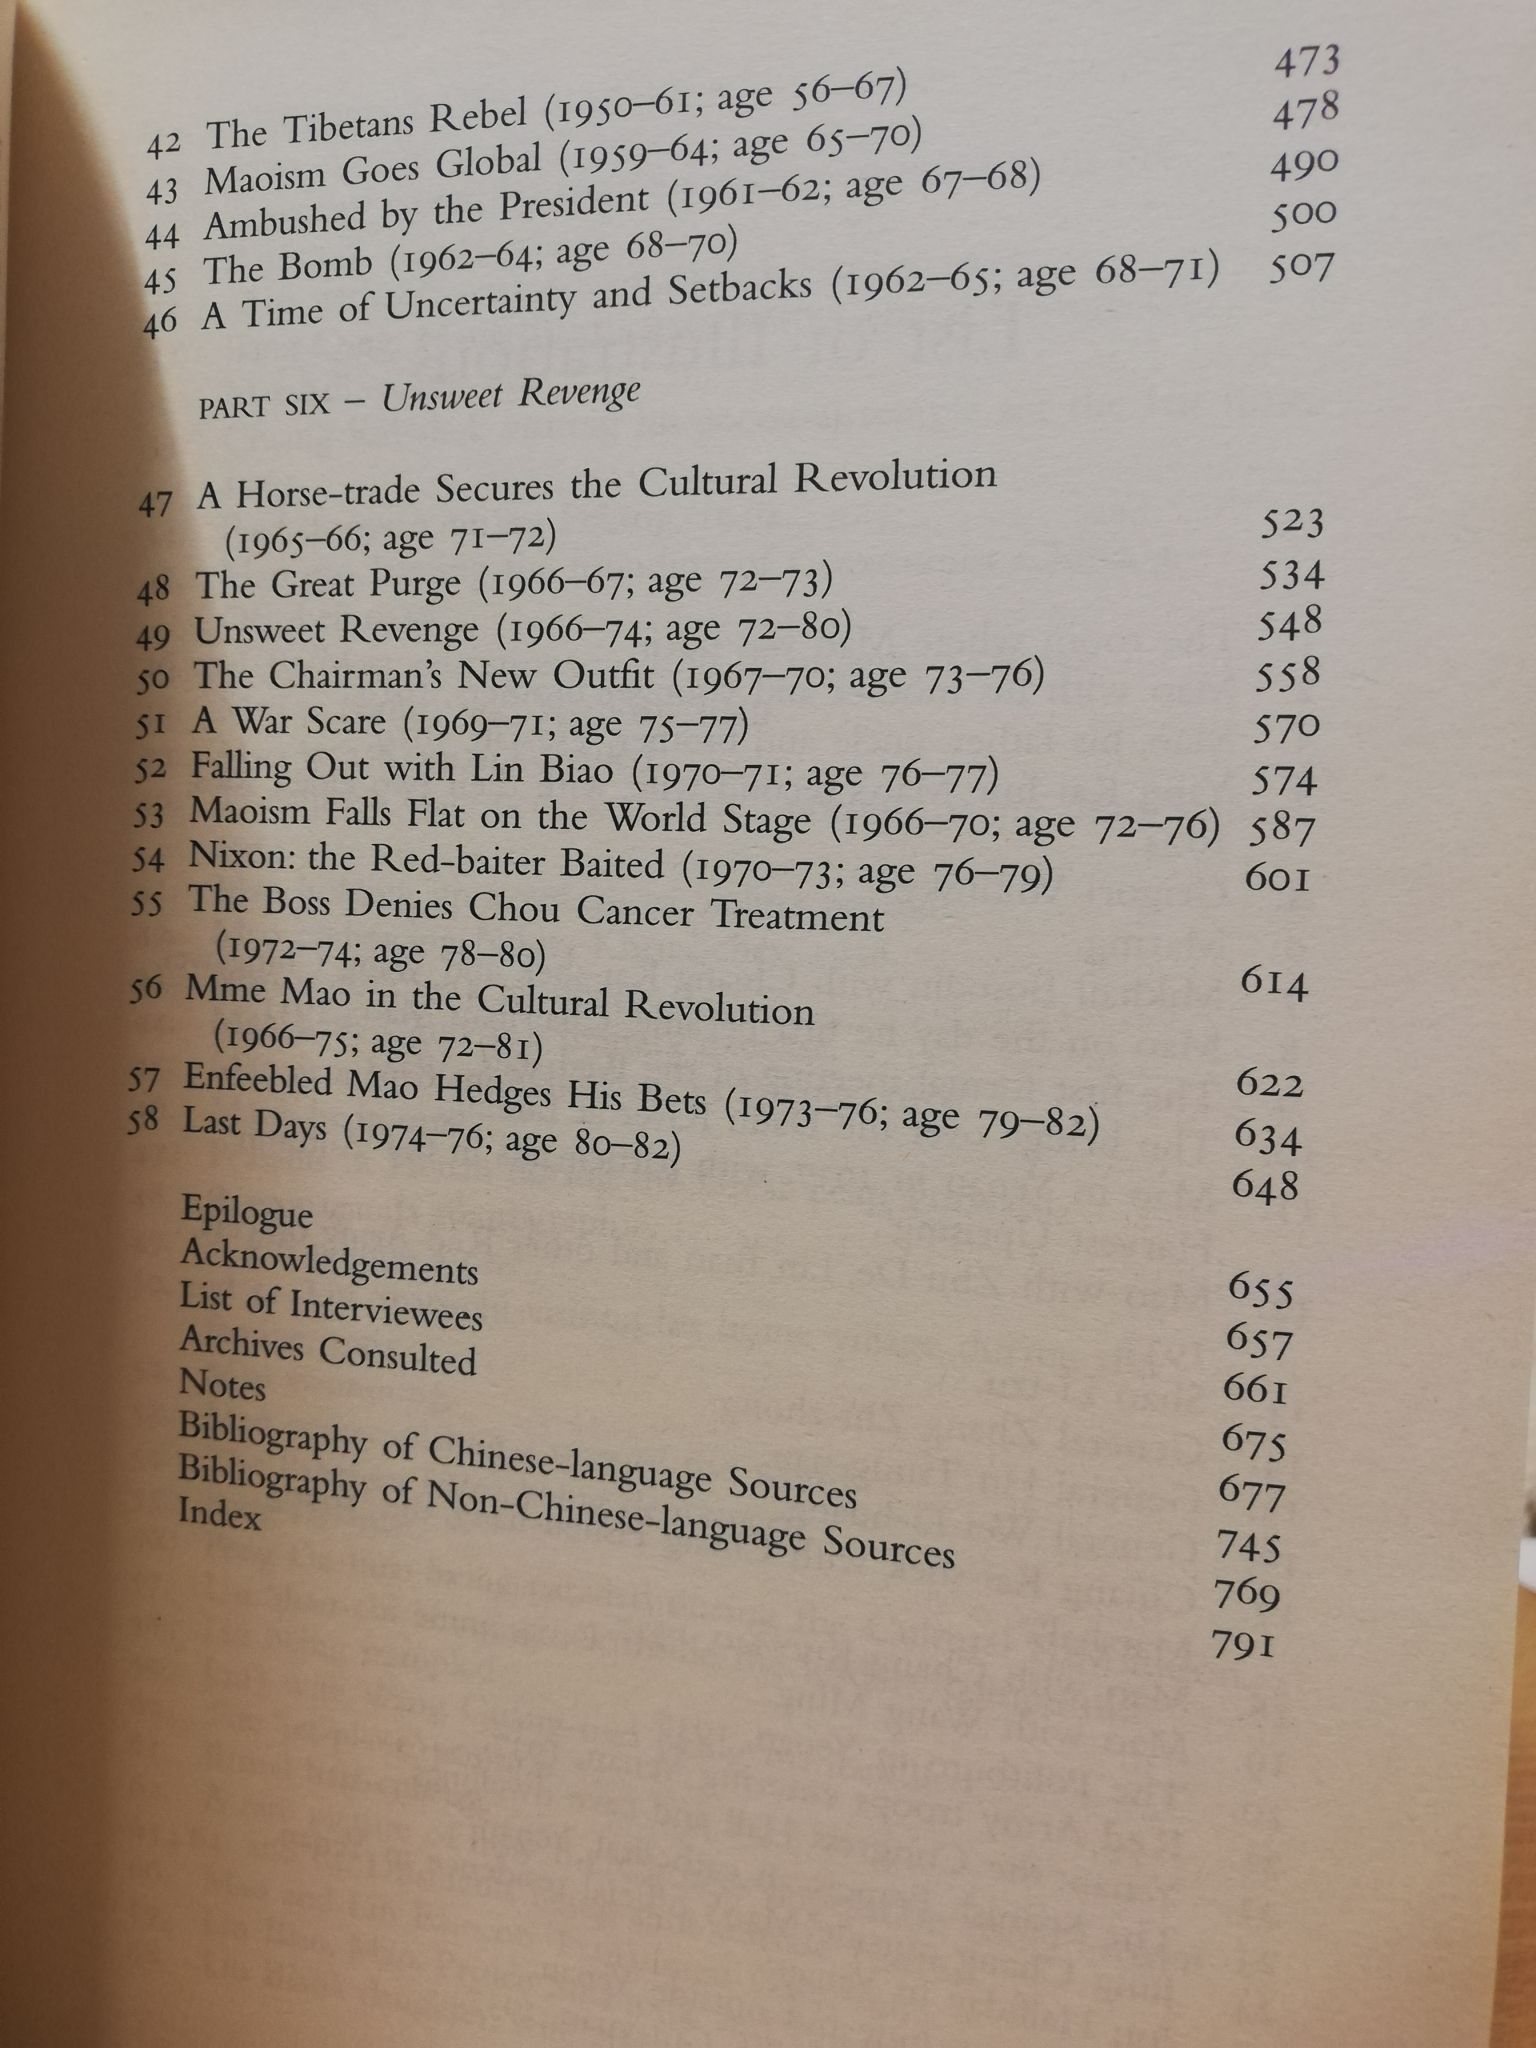 42 The Tibetans Rebel (1950–61; age 56–67) 473
43 Maoism Goes Global (1959–64; age 65–70) 478
44 Ambushed by the President (1961–62; age 67–68) 490
45 The Bomb (1962–64; age 68–70) 500
46 A Time of Uncertainty and Setbacks (1962–65; age 68–71) 507
PART SIX – Unsweet Revenge
47 A Horse-trade Secures the Cultural Revolution
(1965–66; age 71–72) 523
48 The Great Purge (1966–67; age 72–73) 534
49 Unsweet Revenge (1966–74; age 72–80) 548
50 The Chairman's New Outfit (1967–70; age 73–76) 558
51 A War Scare (1969–71; age 75–77) 570
52 Falling Out with Lin Biao (1970–71; age 76–77) 574
53 Maoism Falls Flat on the World Stage (1966–70; age 72–76) 587
54 Nixon: the Red-baiter Baited (1970–73; age 76–79) 601
55 The Boss Denies Chou Cancer Treatment
(1972–74; age 78–80) 614
56 Mme Mao in the Cultural Revolution
(1966–75; age 72–81) 622
57 Enfeebled Mao Hedges His Bets (1973–76; age 79–82) 634
58 Last Days (1974–76; age 80–82) 648
Epilogue 655
Acknowledgements 657
List of Interviewees 661
Archives Consulted 675
Notes 677
Bibliography of Chinese-language Sources 745
Bibliography of Non-Chinese-language Sources 769
Index 791